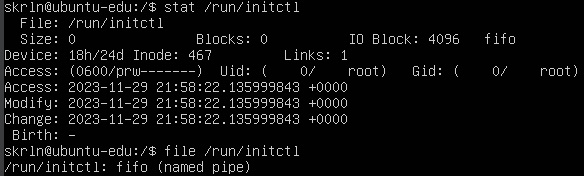 skrln@ubuntu-edu:/$ stat /run/initctl
  File: /run/initctl
  Size: 0               Blocks: 0          IO Block: 4096   fifo
Device: 18h/24d Inode: 467         Links: 1
Access: (0600/prw-------)  Uid: (    0/    root)   Gid: (    0/    root)
Access: 2023-11-29 21:58:22.135999843 +0000
Modify: 2023-11-29 21:58:22.135999843 +0000
Change: 2023-11-29 21:58:22.135999843 +0000
 Birth: -
skrln@ubuntu-edu:/$ file /run/initctl
/run/initctl: fifo (named pipe)